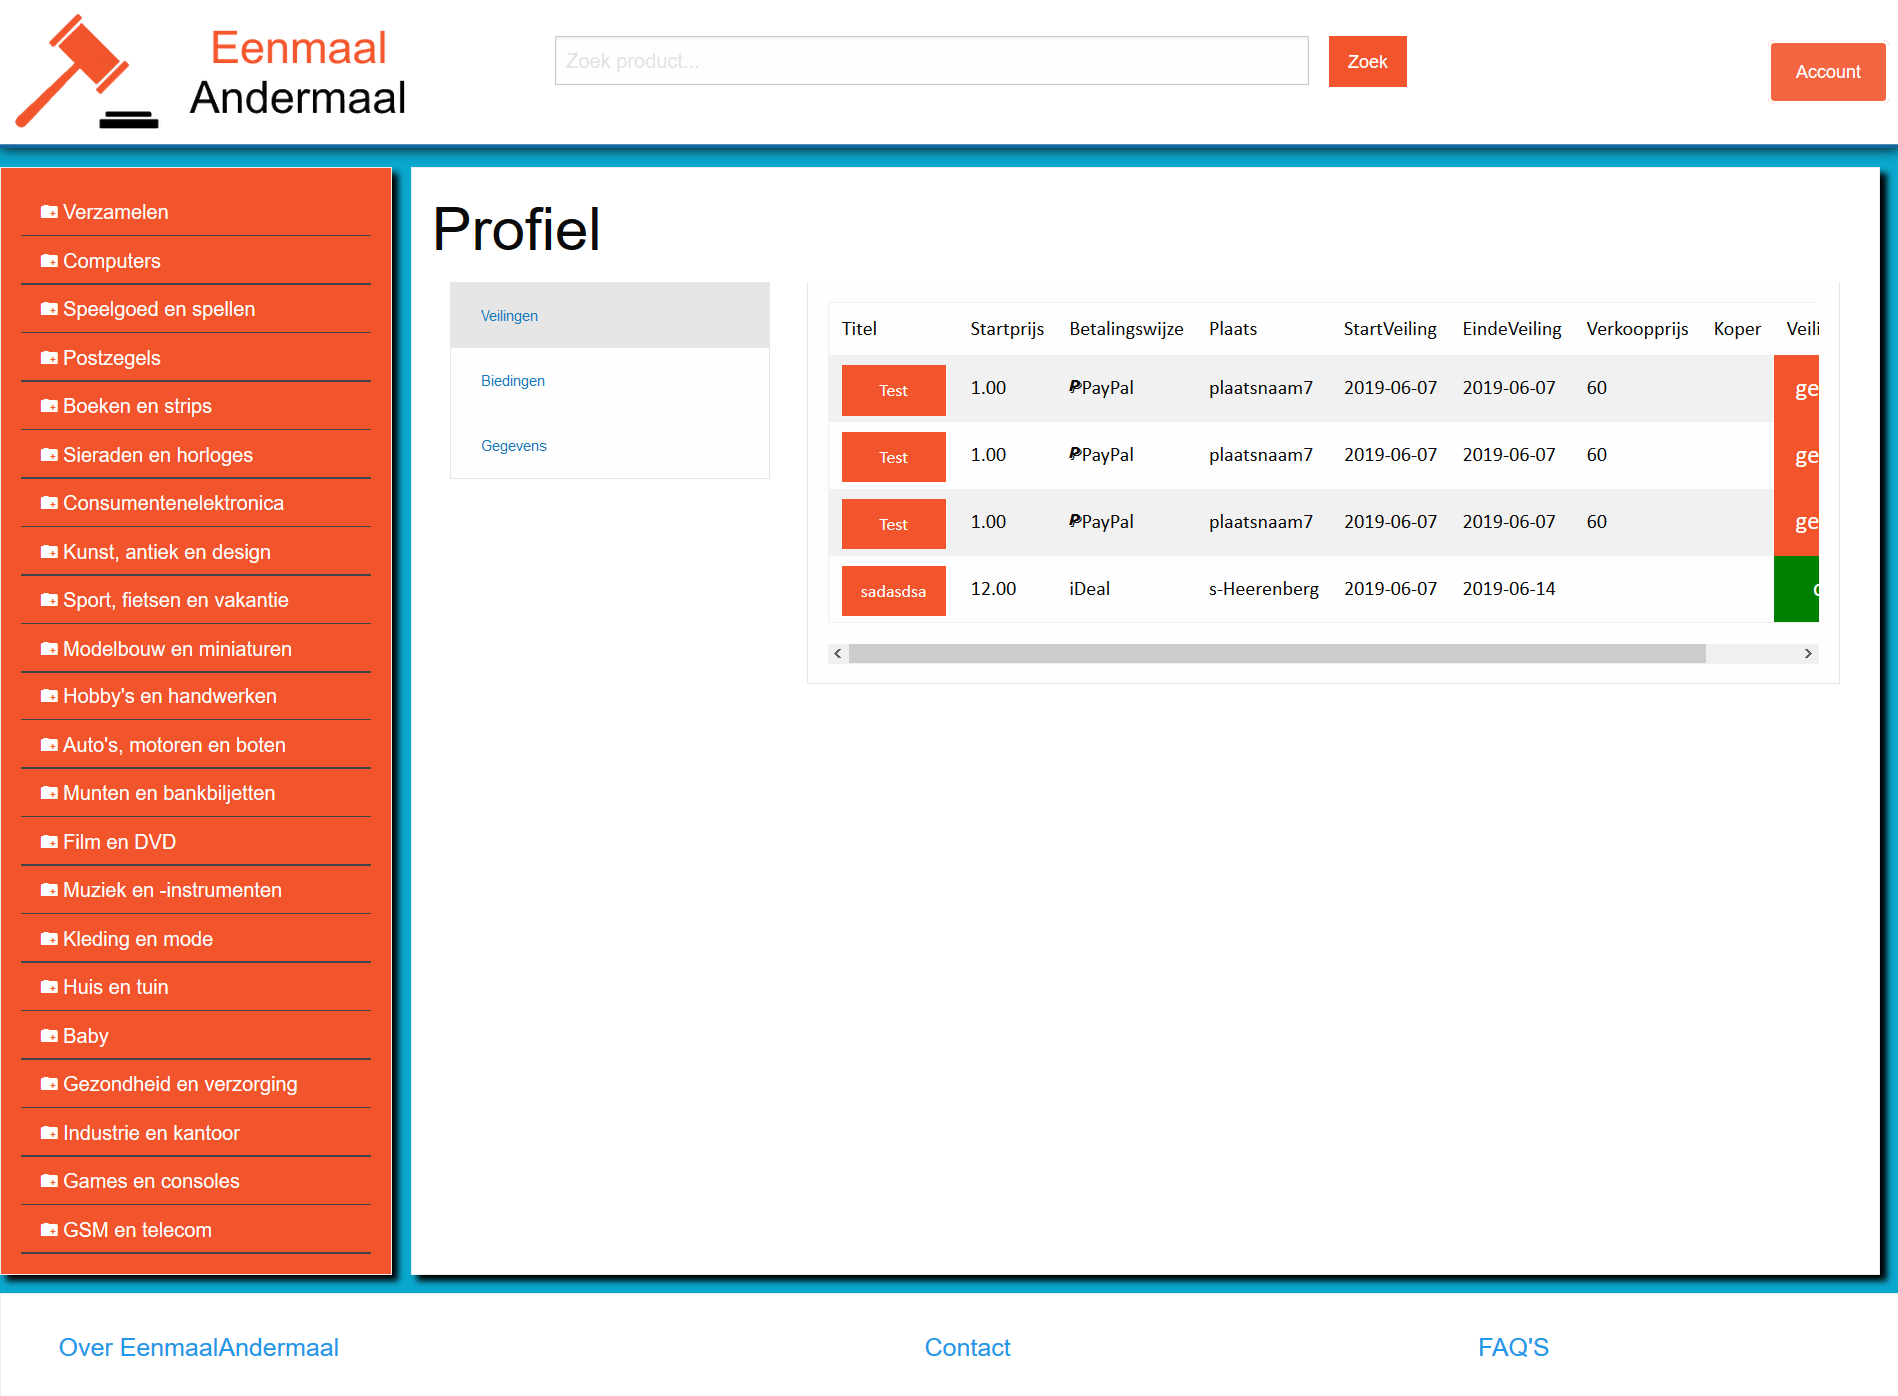 Eenmaal
Andermaal
Zoek product...
Zoek
Account
Verzamelen
Computers
Speelgoed en spellen
Postzegels
Boeken en strips
Sieraden en horloges
Consumentenelektronica
Kunst, antiek en design
Sport, fietsen en vakantie
Modelbouw en miniaturen
Hobby's en handwerken
Auto's, motoren en boten
Munten en bankbiljetten
Film en DVD
Muziek en -instrumenten
Kleding en mode
Huis en tuin
Baby
Gezondheid en verzorging
Industrie en kantoor
Games en consoles
GSM en telecom
Profiel
Veilingen
Biedingen
Gegevens
Titel Startprijs Betalingswijze Plaats StartVeiling EindeVeiling Verkoopprijs Koper Veili
Test 1.00 PayPal plaatsnaam7 2019-06-07 2019-06-07 60 ge
Test 1.00 PayPal plaatsnaam7 2019-06-07 2019-06-07 60 ge
Test 1.00 PayPal plaatsnaam7 2019-06-07 2019-06-07 60 ge
sadasdsa 12.00 iDeal s-Heerenberg 2019-06-07 2019-06-14
Over EenmaalAndermaal
Contact
FAQ'S